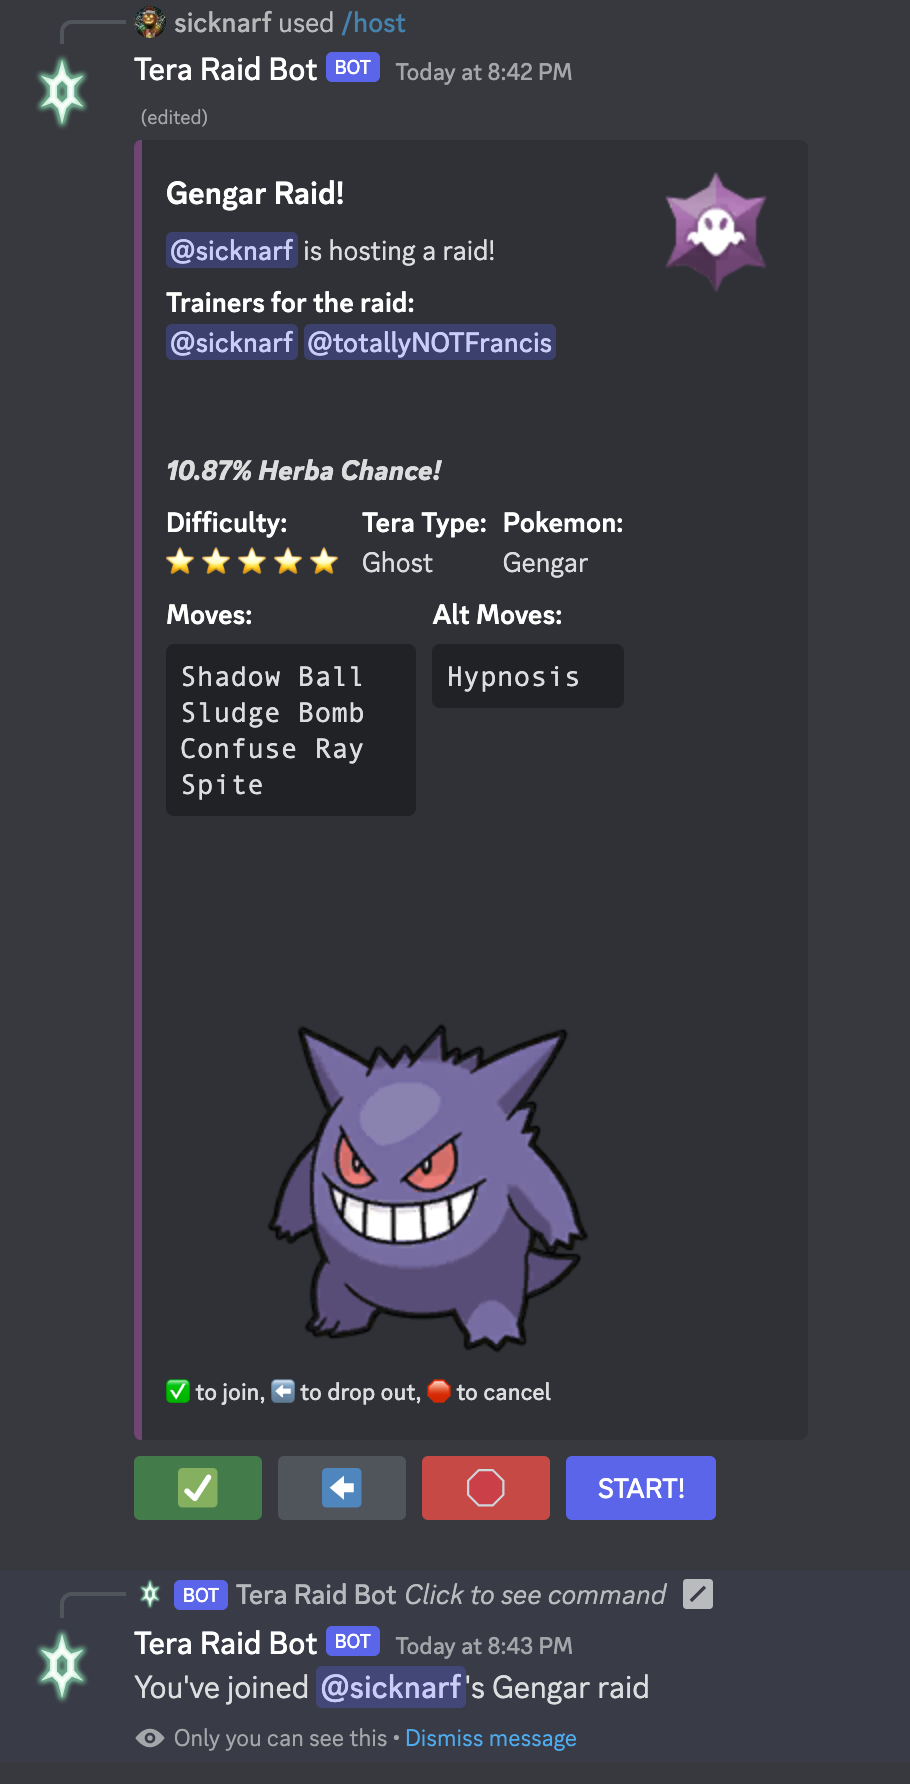 sicknarf used /host
Tera Raid Bot BOT Today at 8:42 PM
(edited)
Gengar Raid!
@sicknarf is hosting a raid!
Trainers for the raid:
@sicknarf @totallyNOTFrancis
10.87% Herba Chance!
Difficulty: Tera Type: Pokemon:
Ghost Gengar
Moves: Alt Moves:
Shadow Ball Hypnosis
Sludge Bomb
Confuse Ray
Spite
to join, to drop out, to cancel
START!
BOT Tera Raid Bot Click to see command
Tera Raid Bot BOT Today at 8:43 PM
You've joined @sicknarf's Gengar raid
Only you can see this • Dismiss message